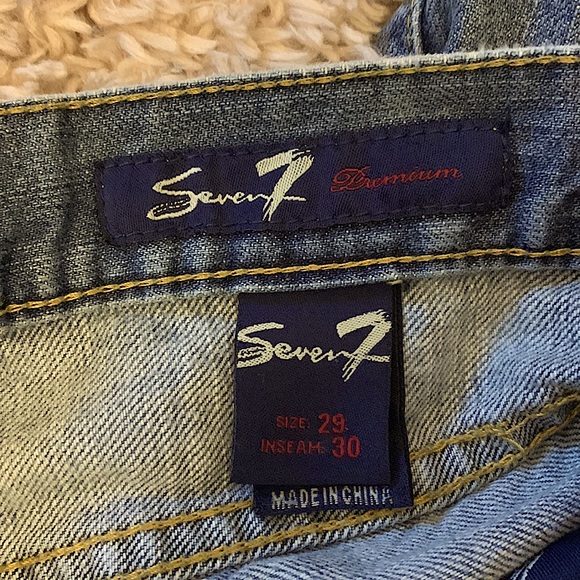 Seven7 Premium
Seven7
SIZE: 29
INSEAM: 30
MADE IN CHINA